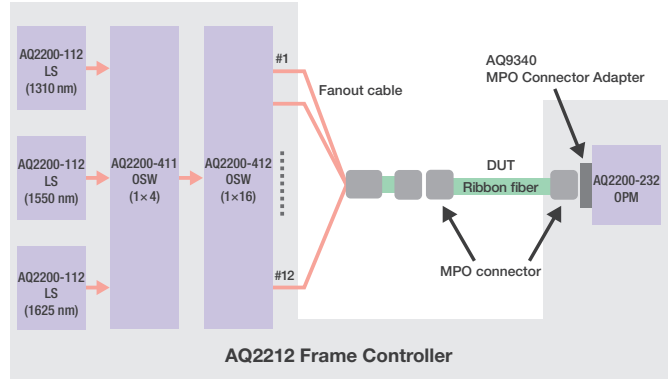 AQ2200-112
LS
(1310 nm)
AQ2200-112
LS
(1550 nm)
AQ2200-112
LS
(1625 nm)
AQ2200-411
OSW
(1×4)
AQ2200-412
OSW
(1×16)
#1
Fanout cable
#12
DUT
Ribbon fiber
MPO connector
AQ9340
MPO Connector Adapter
AQ2200-232
OPM
AQ2212 Frame Controller